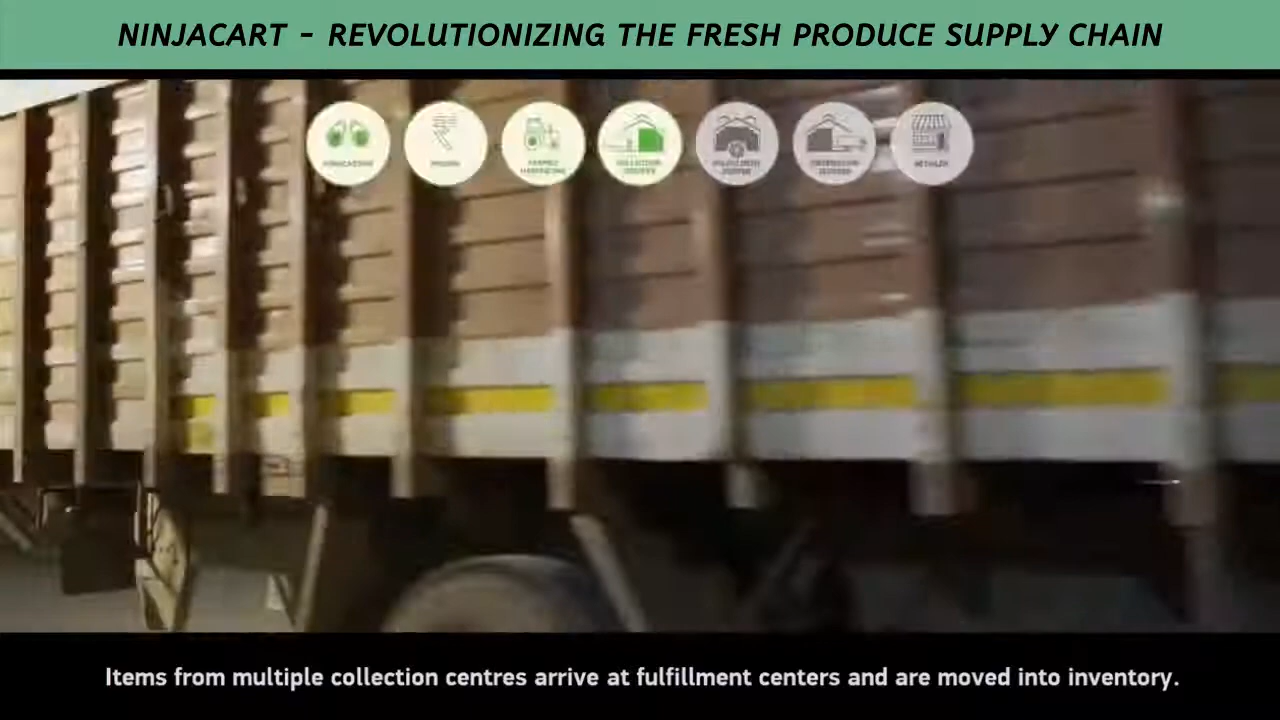 NINJACART - REVOLUTIONIZING THE FRESH PRODUCE SUPPLY CHAIN
Items from multiple collection centres arrive at fulfillment centers and are moved into inventory.